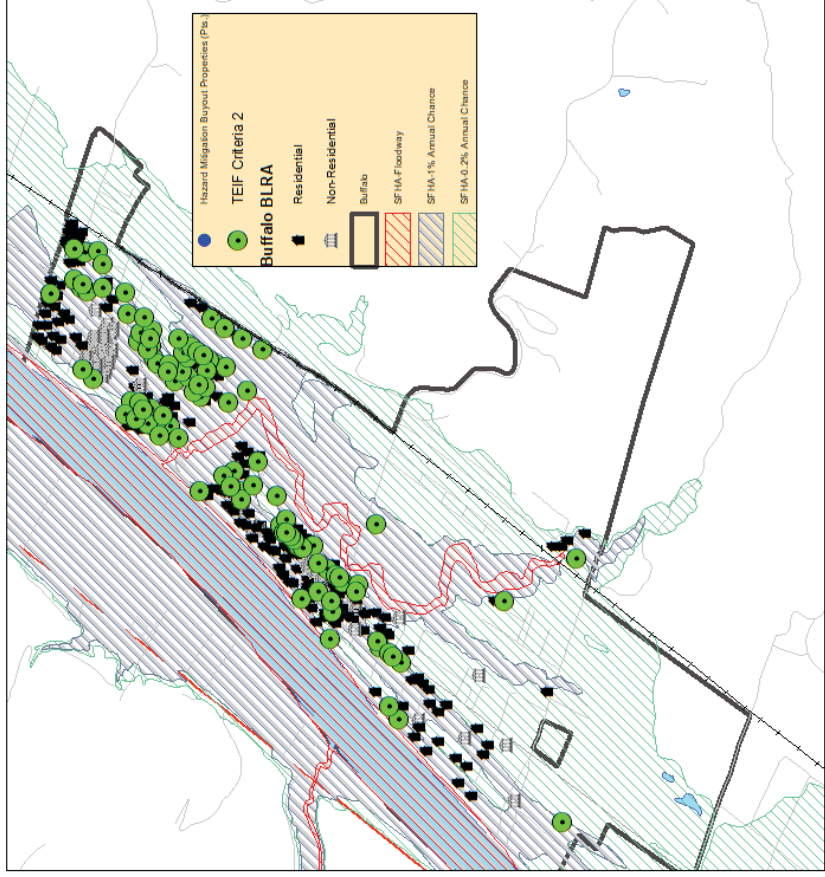 Hazard Mitigation Buyout Properties (Pts.)
TEIF Criteria 2
Buffalo BLRA
Residential
Non-Residential
Buffalo
SFHA-Floodway
SFHA-1% Annual Chance
SFHA-0.2% Annual Chance